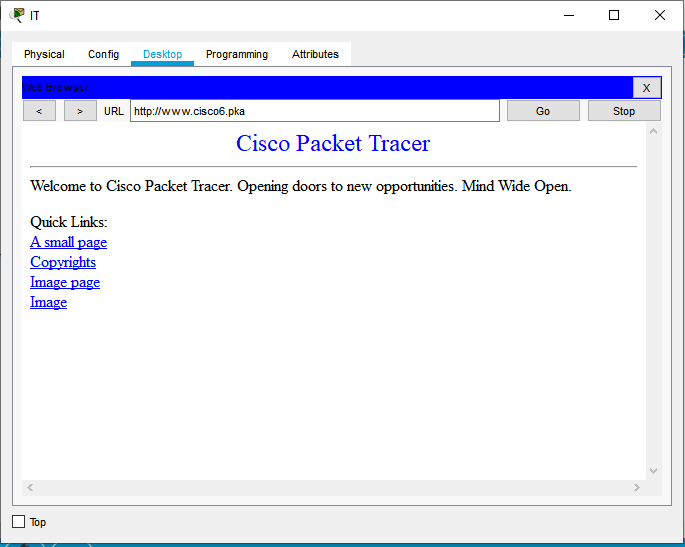 IT
Physical Config Desktop Programming Attributes
Web Browser X
< > URL http://www.cisco6.pka Go Stop
Cisco Packet Tracer
Welcome to Cisco Packet Tracer. Opening doors to new opportunities. Mind Wide Open.
Quick Links:
A small page
Copyrights
Image page
Image
Top